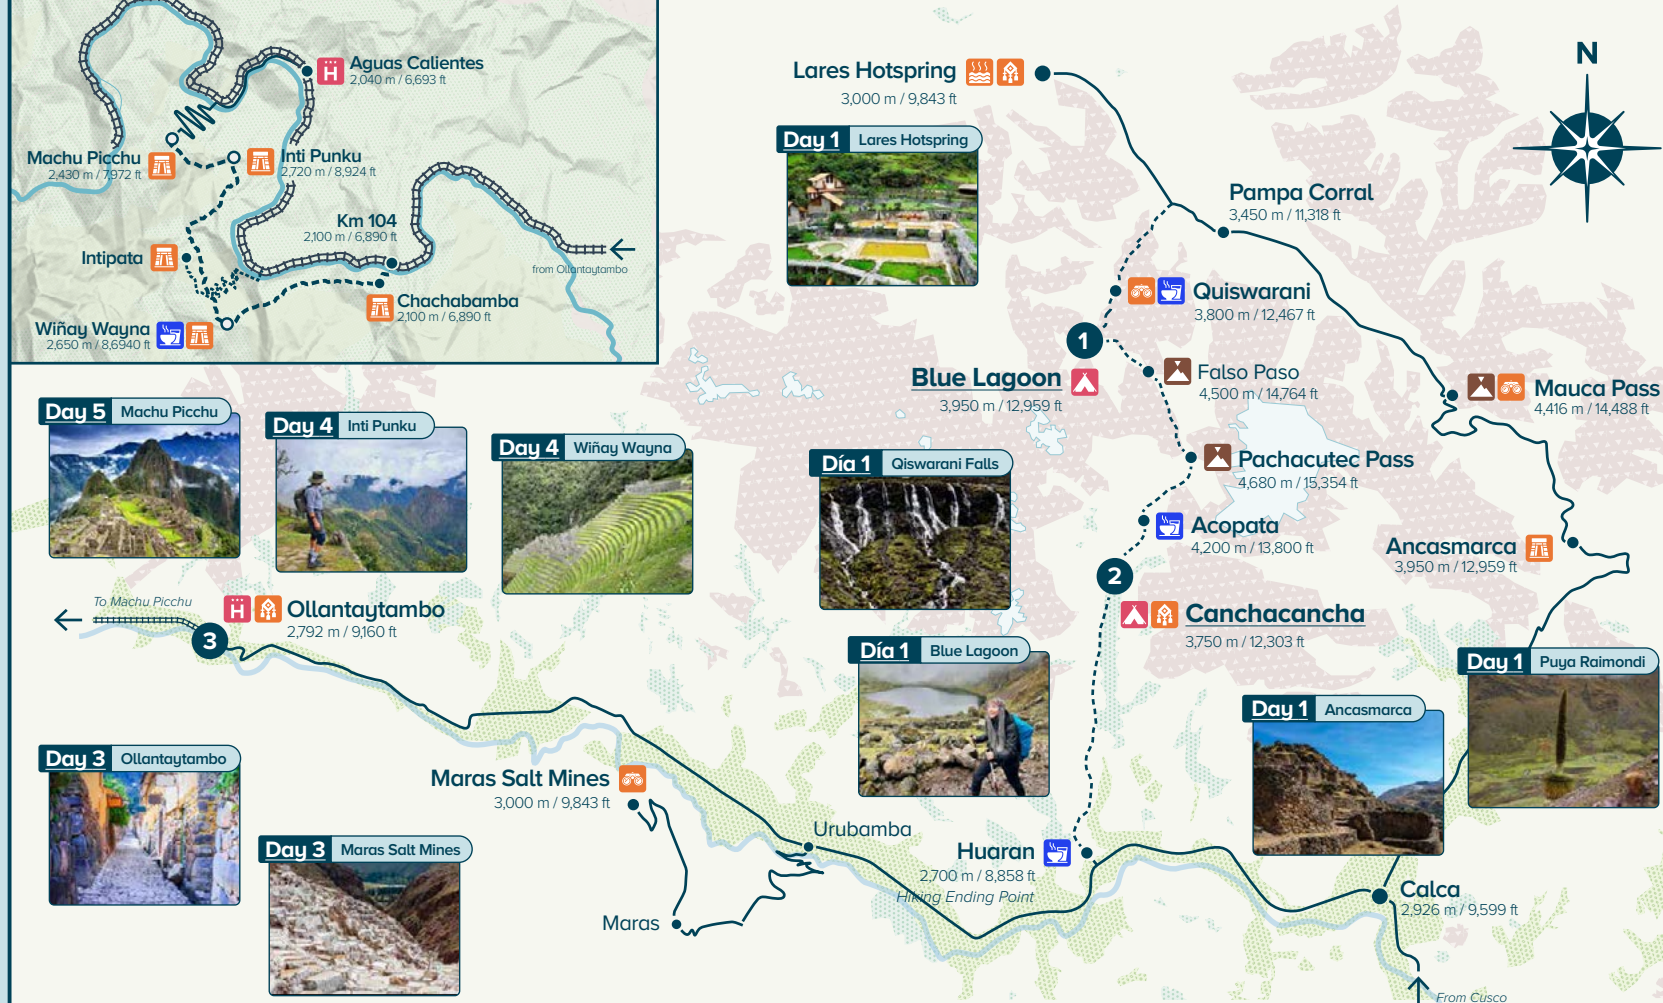 Aguas Calientes
2,040 m / 6,693 ft
Machu Picchu
2,430 m / 7,972 ft
Inti Punku
2,720 m / 8,924 ft
Km 104
2,100 m / 6,890 ft
from Ollantaytambo
Intipata
Chachabamba
2,100 m / 6,890 ft
Wiñay Wayna
2,650 m / 8,6940 ft
Lares Hotspring
3,000 m / 9,843 ft
Day 1 Lares Hotspring
N
Pampa Corral
3,450 m / 11,318 ft
Quiswarani
3,800 m / 12,467 ft
1
Blue Lagoon
3,950 m / 12,959 ft
Falso Paso
4,500 m / 14,764 ft
Mauca Pass
4,416 m / 14,488 ft
Pachacutec Pass
4,680 m / 15,354 ft
Acopata
4,200 m / 13,800 ft
Ancasmarca
3,950 m / 12,959 ft
2
Canchacancha
3,750 m / 12,303 ft
Day 5 Machu Picchu
Day 4 Inti Punku
Day 4 Wiñay Wayna
Día 1 Qiswarani Falls
To Machu Picchu
H
Ollantaytambo
2,792 m / 9,160 ft
3
Día 1 Blue Lagoon
Day 1 Puya Raimondi
Day 1 Ancasmarca
Day 3 Ollantaytambo
Maras Salt Mines
3,000 m / 9,843 ft
Day 3 Maras Salt Mines
Urubamba
Maras
Huaran
2,700 m / 8,858 ft
Hiking Ending Point
Calca
2,926 m / 9,599 ft
From Cusco
H